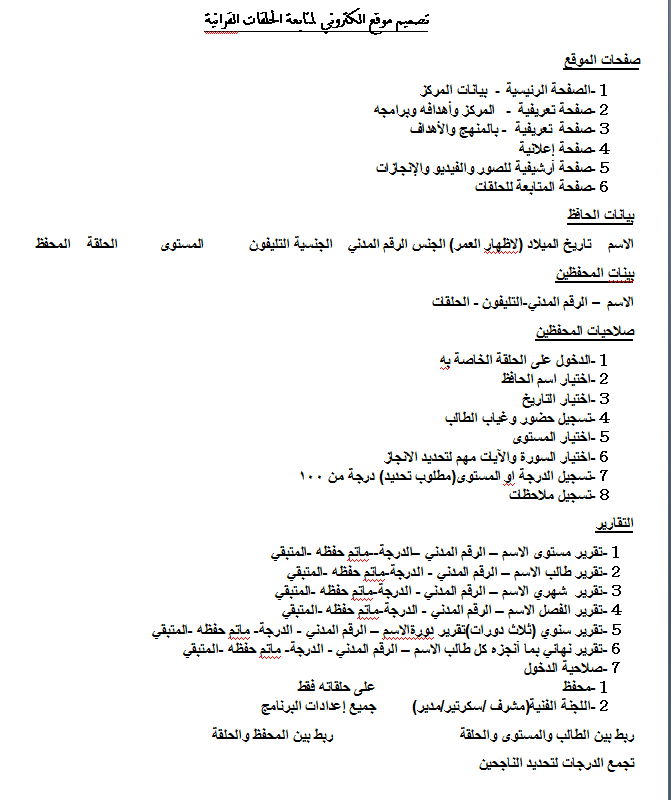 تصميم موقع الكتروني لمتابعة الحلقات القرانية
صفحات الموقع
1 -الصفحة الرئيسية - بيانات المركز
2 -صفحة تعريفية - المركز وأهدافه وبرامجه
3 -صفحة تعريفية - بالمنهج والأهداف
4 -صفحة إعلانية
5 -صفحة أرشيفية للصور والفيديو والإنجازات
6 -صفحة المتابعة للحلقات
بيانات الحافظ
الاسم تاريخ الميلاد (لاظهار العمر) الجنس الرقم المدني الجنسية التليفون المستوى الحلقة المحفظ
بينات المحفظين
الاسم – الرقم المدني-التليفون - الحلقات
صلاحيات المحفظين
1 -الدخول على الحلقة الخاصة به
2 -اختيار اسم الحافظ
3 -اختيار التاريخ
4 -تسجيل حضور وغياب الطالب
5 -اختيار المستوى
6 -اختيار السورة والآيات مهم لتحديد الانجاز
7 -تسجيل الدرجة او المستوى(مطلوب تحديد) درجة من ١٠٠
8 -تسجيل ملاحظات
التقارير
1 -تقرير مستوى الاسم – الرقم المدني –الدرجة--ماتم حفظه -المتبقي
2 -تقرير طالب الاسم – الرقم المدني - الدرجة-ماتم حفظه -المتبقي
3 -تقرير شهري الاسم – الرقم المدني - الدرجة-ماتم حفظه -المتبقي
4 -تقرير الفصل الاسم – الرقم المدني - الدرجة-ماتم حفظه -المتبقي
5 -تقرير سنوي (ثلاث دورات)تقرير دورةالاسم – الرقم المدني - الدرجة- ماتم حفظه -المتبقي
6 -تقرير نهائي بما أنجزه كل طالب الاسم – الرقم المدني - الدرجة- ماتم حفظه -المتبقي
7 -صلاحية الدخول
1 -محفظ على حلقاته فقط
2 -اللجنة الفنية(مشرف /سكرتير/مدير) جميع إعدادات البرنامج
ربط بين الطالب والمستوى والحلقة ربط بين المحفظ والحلقة
تجمع الدرجات لتحديد الناجحين